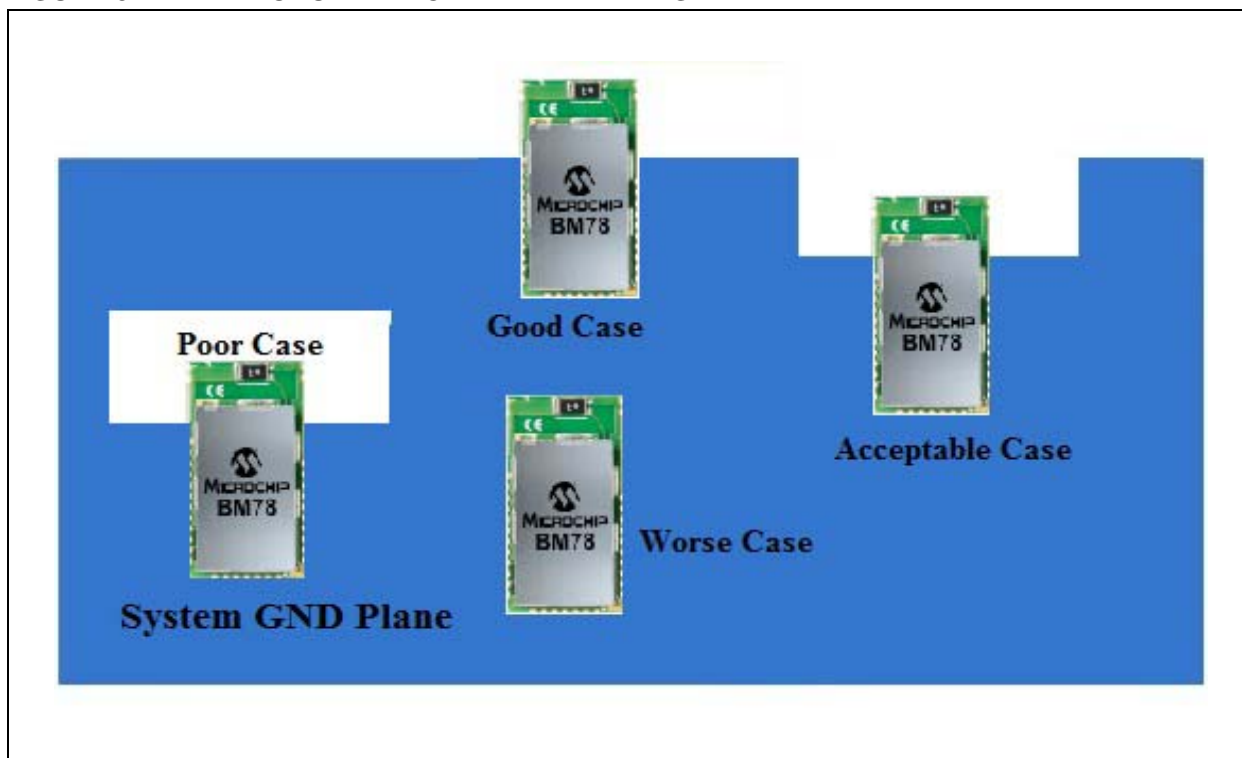 CE
MICROCHIP
BM78
Good Case
CE
MICROCHIP
BM78
Acceptable Case
Poor Case
CE
MICROCHIP
BM78
System GND Plane
CE
MICROCHIP
BM78
Worse Case